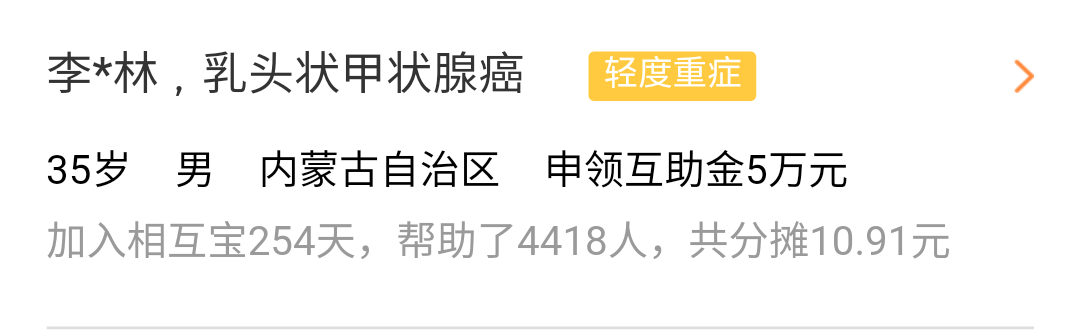 李*林，乳头状甲状腺癌 轻度重症
35岁 男 内蒙古自治区 申领互助金5万元
加入相互宝254天，帮助了4418人，共分摊10.91元